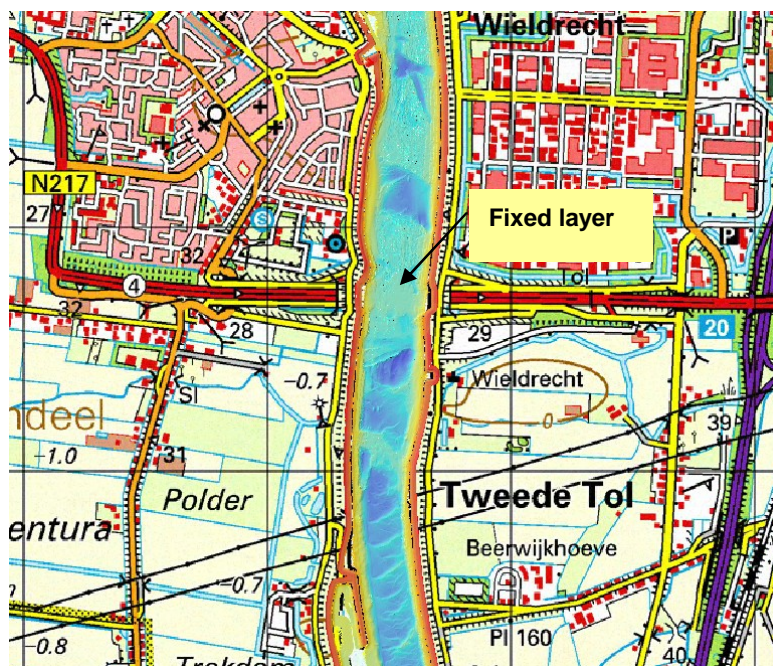 Wieldrecht
N217
27
Fixed layer
P
S
32
Tol
4
32
28
29
20
-0.7
Wieldrecht
SI
0
ndeel
39
31
-1.0
Polder
Tweede Tol
entura
Beerwijkhoeve
-0.7
Pl 160
-0.8
40
Trekdam